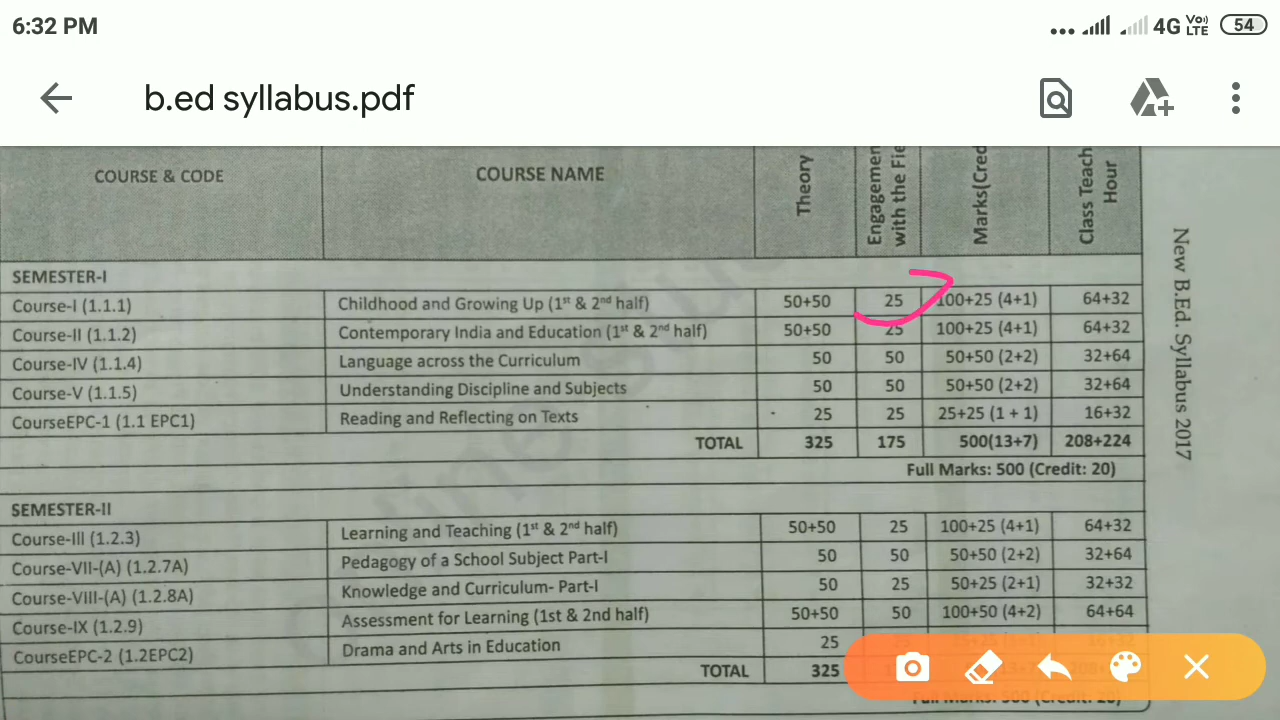 6:32 PM 4G Vo)) LTE 54
b.ed syllabus.pdf
COURSE & CODE COURSE NAME Theory Engagemen with the Fie Marks(Cred Class Teach Hour
SEMESTER-I
Course-I (1.1.1) Childhood and Growing Up (1st & 2nd half) 50+50 25 100+25 (4+1) 64+32
Course-II (1.1.2) Contemporary India and Education (1st & 2nd half) 50+50 25 100+25 (4+1) 64+32
Course-IV (1.1.4) Language across the Curriculum 50 50 50+50 (2+2) 32+64
Course-V (1.1.5) Understanding Discipline and Subjects 50 50 50+50 (2+2) 32+64
CourseEPC-1 (1.1 EPC1) Reading and Reflecting on Texts 25 25 25+25 (1 + 1) 16+32
TOTAL 325 175 500(13+7) 208+224
Full Marks: 500 (Credit: 20)
SEMESTER-II
Course-III (1.2.3) Learning and Teaching (1st & 2nd half) 50+50 25 100+25 (4+1) 64+32
Course-VII-(A) (1.2.7A) Pedagogy of a School Subject Part-I 50 50 50+50 (2+2) 32+64
Course-VIII-(A) (1.2.8A) Knowledge and Curriculum- Part-I 50 25 50+25 (2+1) 32+32
Course-IX (1.2.9) Assessment for Learning (1st & 2nd half) 50+50 50 100+50 (4+2) 64+64
CourseEPC-2 (1.2EPC2) Drama and Arts in Education 25
TOTAL 325
Full Marks: 500 (Credit: 20)
New B.Ed. Syllabus 2017